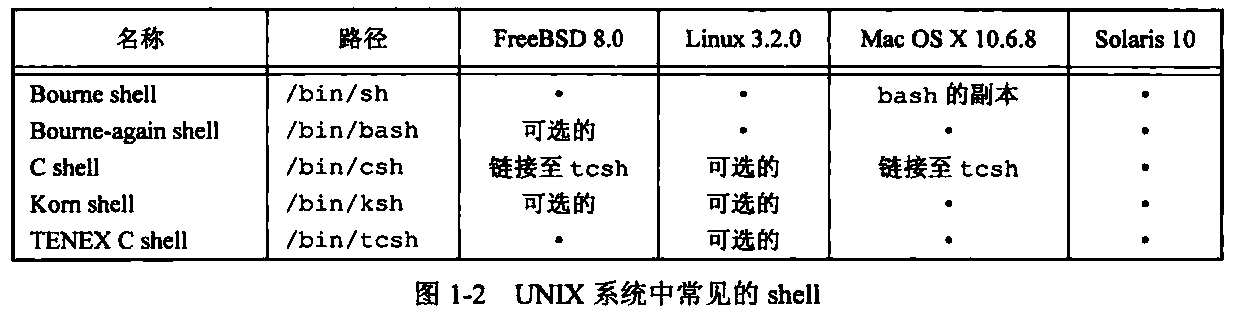 名称 路径 FreeBSD 8.0 Linux 3.2.0 Mac OS X 10.6.8 Solaris 10
Bourne shell /bin/sh • • bash 的副本 •
Bourne-again shell /bin/bash 可选的 • • •
C shell /bin/csh 链接至 tcsh 可选的 链接至 tcsh •
Korn shell /bin/ksh 可选的 可选的 • •
TENEX C shell /bin/tcsh • 可选的 • •
图 1-2 UNIX 系统中常见的 shell